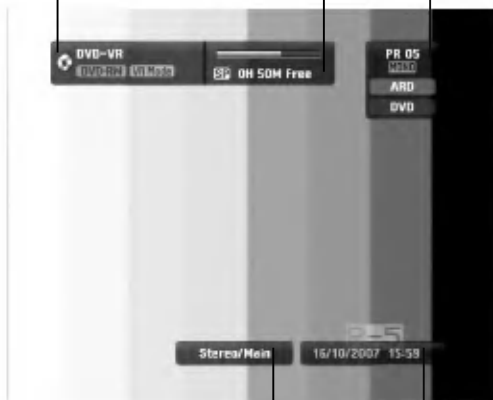 DVD-VR
DVD-RW VR Mode
SP 0H 50M Free
PR 05
MONO
ARD
DVD
P-5
Stereo/Main
16/10/2007 15:59